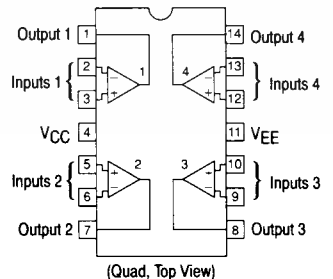 Output 1 1 14 Output 4
Inputs 1 2 3 − + 1 4 − + 13 12 Inputs 4
VCC 4 11 VEE
Inputs 2 5 6 + − 2 3 + − 10 9 Inputs 3
Output 2 7 8 Output 3
(Quad, Top View)